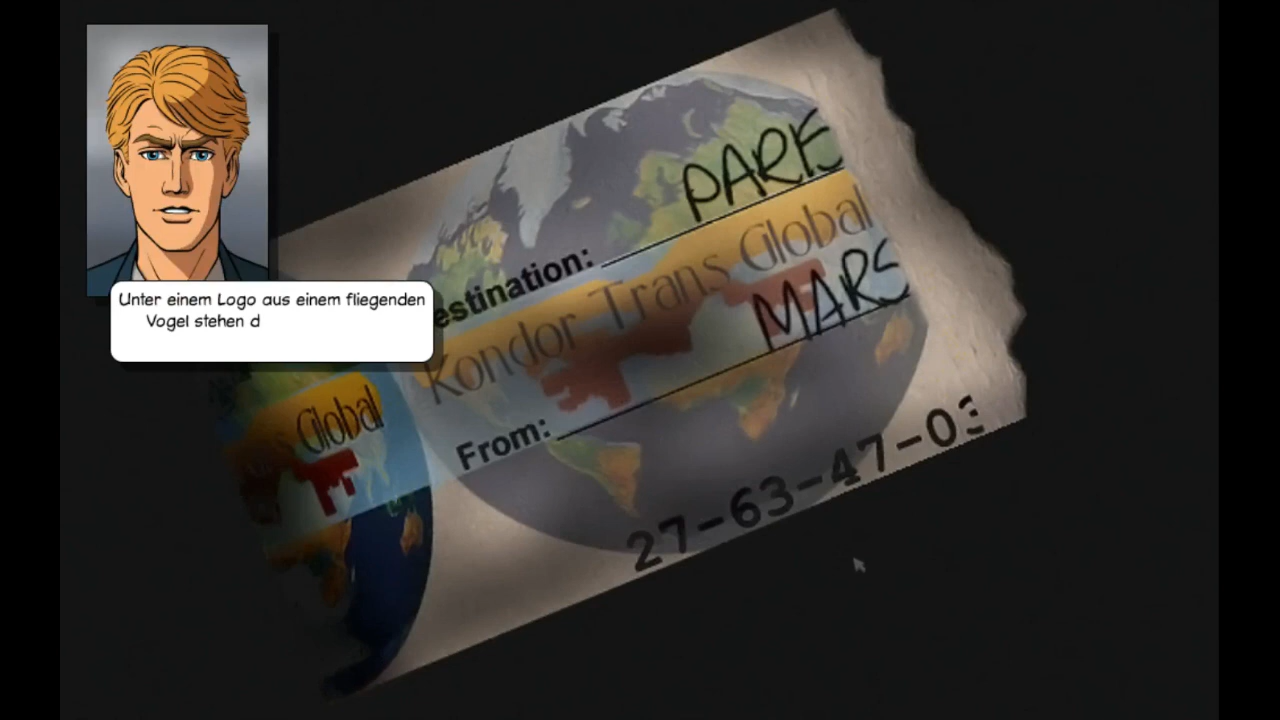 Unter einem Logo aus einem fliegenden
Vogel stehen d
PARIS
estination:
Kondor Trans Global
MARS
From:
Global
27-63-47-03